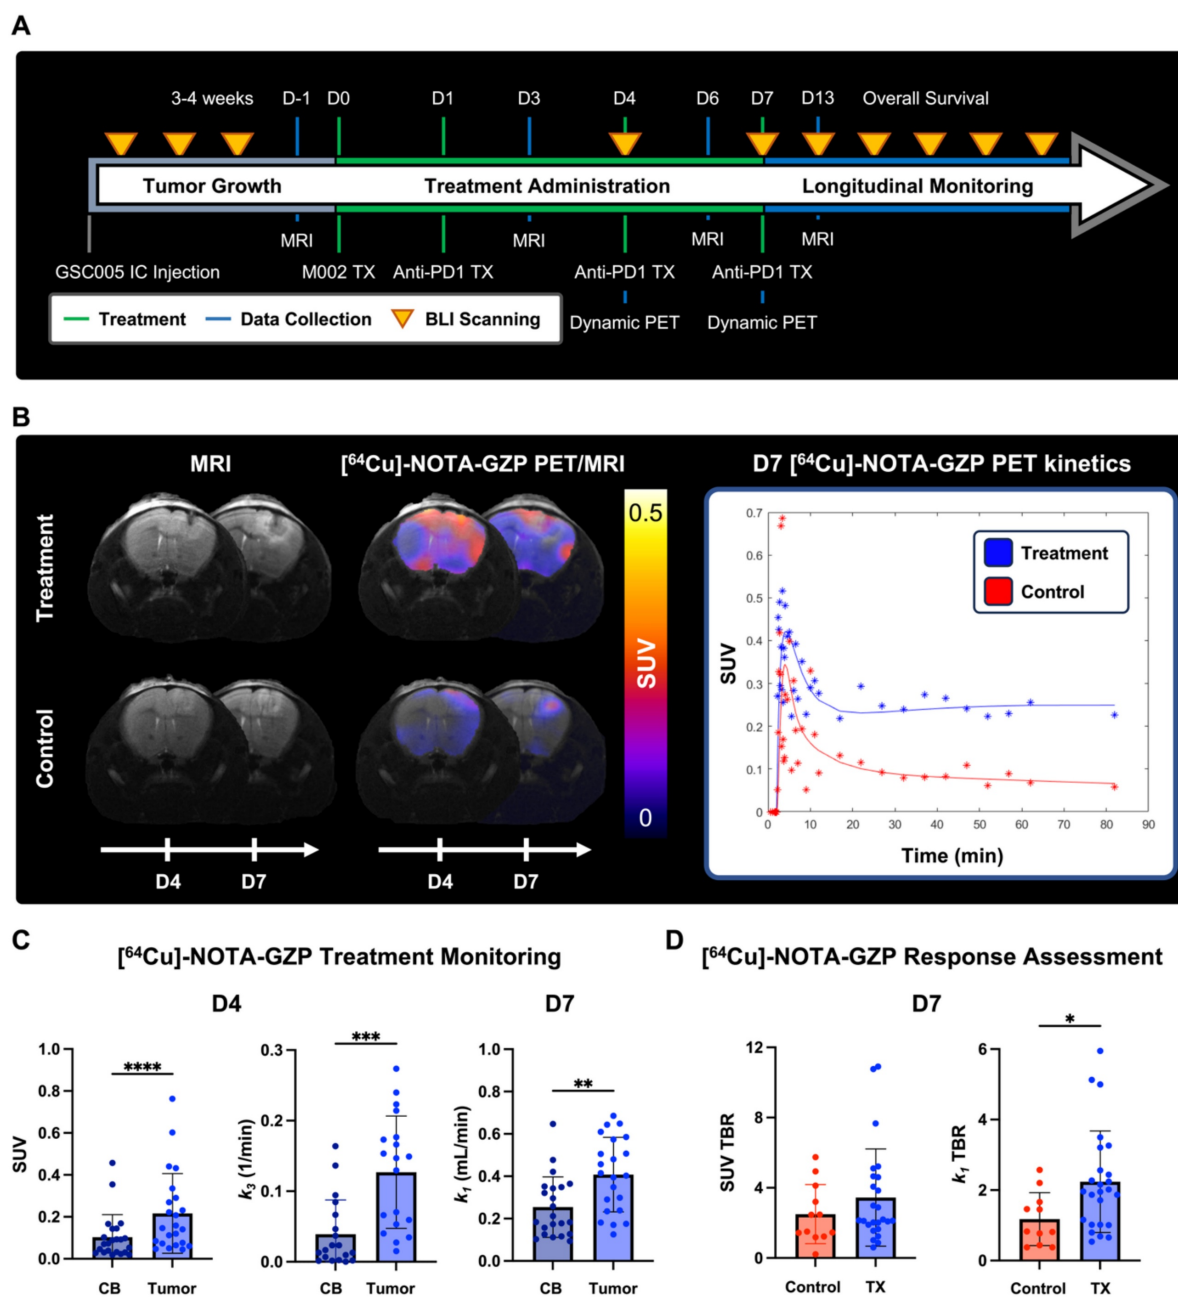 A
3-4 weeks D-1 D0 D1 D3 D4 D6 D7 D13 Overall Survival
Tumor Growth Treatment Administration Longitudinal Monitoring
MRI MRI MRI MRI
GSC005 IC Injection M002 TX Anti-PD1 TX Anti-PD1 TX Anti-PD1 TX
Treatment Data Collection BLI Scanning Dynamic PET Dynamic PET
B
MRI [⁶⁴Cu]-NOTA-GZP PET/MRI D7 [⁶⁴Cu]-NOTA-GZP PET kinetics
Treatment
Control
D4 D7 D4 D7
0.5
SUV
0
SUV
0.7
0.6
0.5
0.4
0.3
0.2
0.1
0
Treatment
Control
0 10 20 30 40 50 60 70 80 90
Time (min)
C
[⁶⁴Cu]-NOTA-GZP Treatment Monitoring
D4 D7
SUV
1.0
0.8
0.6
0.4
0.2
0.0
****
CB Tumor
k₃ (1/min)
0.3
0.2
0.1
0.0
***
CB Tumor
k₁ (mL/min)
1.0
0.8
0.6
0.4
0.2
0.0
**
CB Tumor
D
[⁶⁴Cu]-NOTA-GZP Response Assessment
D7
SUV TBR
12
8
4
0
Control TX
k₁ TBR
6
4
2
0
*
Control TX